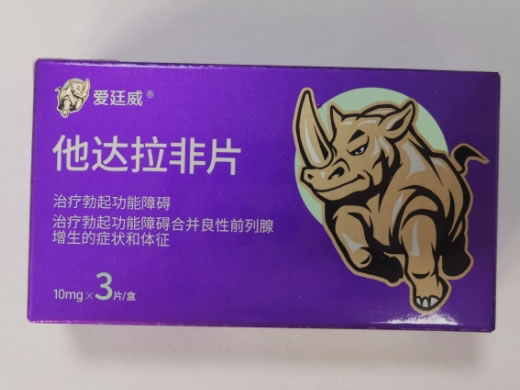 爱廷威®
他达拉非片
治疗勃起功能障碍
治疗勃起功能障碍合并良性前列腺
增生的症状和体征
10mg×3片/盒